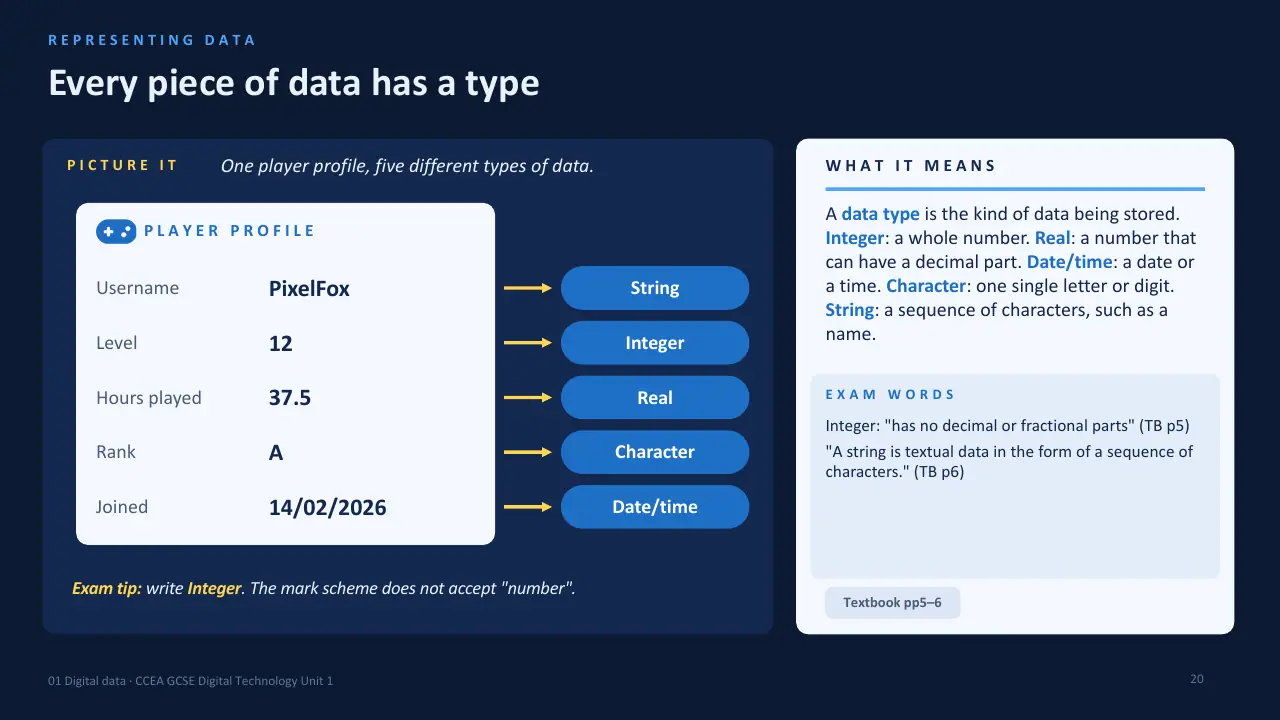 REPRESENTING DATA
Every piece of data has a type
PICTURE IT
One player profile, five different types of data.
PLAYER PROFILE
Username PixelFox String
Level 12 Integer
Hours played 37.5 Real
Rank A Character
Joined 14/02/2026 Date/time
Exam tip: write Integer. The mark scheme does not accept "number".
WHAT IT MEANS
A data type is the kind of data being stored.
Integer: a whole number. Real: a number that
can have a decimal part. Date/time: a date or
a time. Character: one single letter or digit.
String: a sequence of characters, such as a
name.
EXAM WORDS
Integer: "has no decimal or fractional parts" (TB p5)
"A string is textual data in the form of a sequence of
characters." (TB p6)
Textbook pp5–6
01 Digital data · CCEA GCSE Digital Technology Unit 1
20